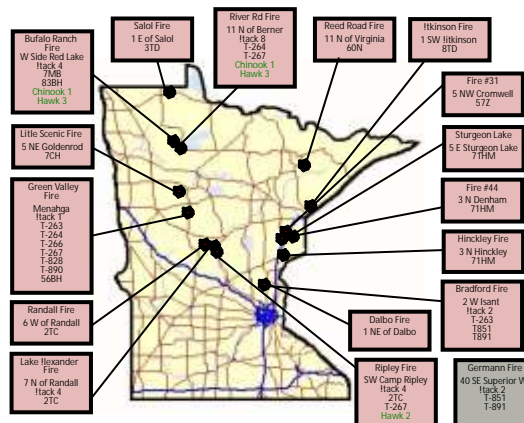 Bufalo Ranch
Fire
W Side Red Lake
!tack 4
7MB
83BH
Chinook 1
Hawk 3
Salol Fire
1 E of Salol
3TD
River Rd Fire
11 N of Berner
!tack 8
T-264
T-267
Chinook 1
Hawk 3
Reed Road Fire
11 N of Virginia
60N
!tkinson Fire
1 SW !tkinson
8TD
Fire #31
5 NW Cromwell
57Z
Litle Scenic Fire
5 NE Goldenrod
7CH
Sturgeon Lake
5 E Sturgeon Lake
71HM
Green Valley
Fire
Menahga
!tack 1
T-263
T-264
T-266
T-267
T-828
T-890
56BH
Fire #44
3 N Denham
71HM
Hinckley Fire
3 N Hinckley
71HM
Randall Fire
6 W of Randall
2TC
Bradford Fire
2 W Isant
!tack 2
T-263
T851
T891
Dalbo Fire
1 NE of Dalbo
Lake !lexander
Fire
7 N of Randall
!tack 4
2TC
Ripley Fire
SW Camp Ripley
!tack 4
2TC
T-267
Hawk 2
Germann Fire
40 SE Superior W
!tack 2
T-851
T-891